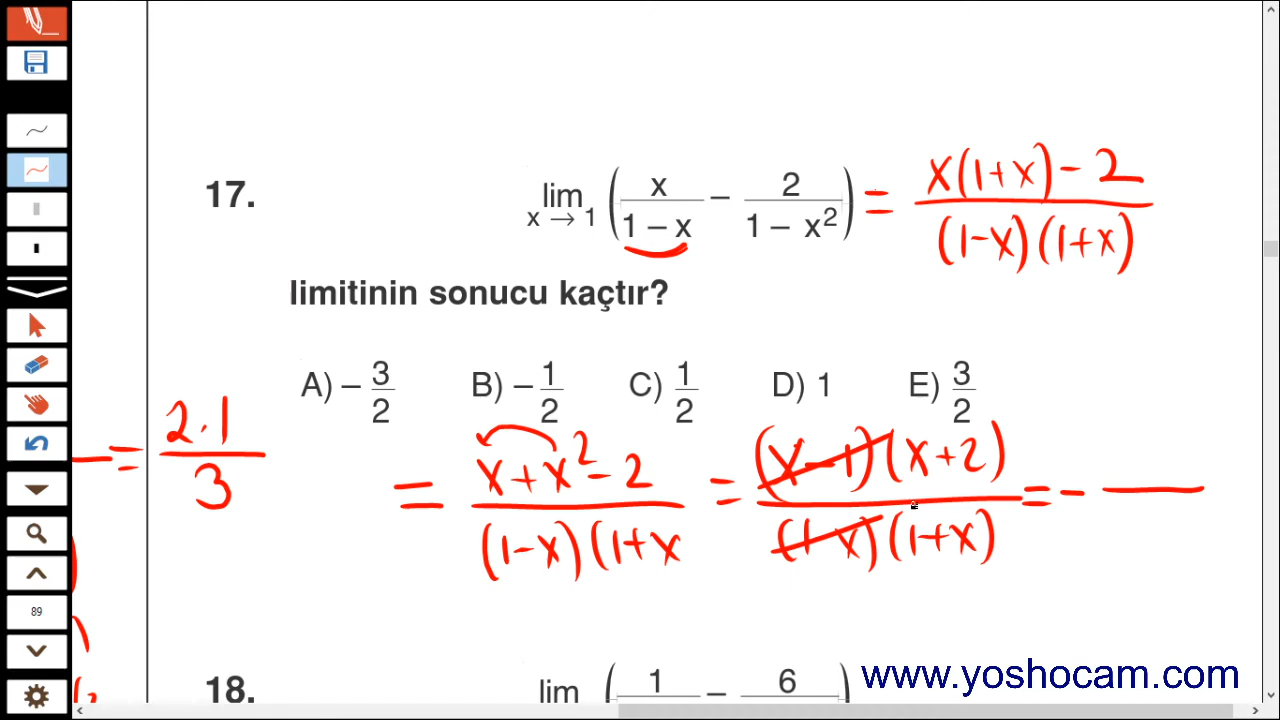 17. lim x → 1 ( x / 1 – x – 2 / 1 – x² ) = x(1+x) – 2 / (1-x)(1+x)
limitinin sonucu kaçtır?
A) – 3/2 B) – 1/2 C) 1/2 D) 1 E) 3/2
= 2.1 / 3
= x+x²-2 / (1-x)(1+x = (x-1)(x+2) / (1-x)(1+x) = -
89
18. lim ( 1 – 6 )
www.yoshocam.com